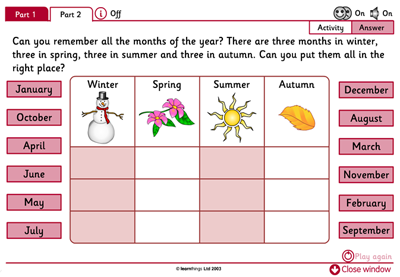 Part 1 Part 2 i Off On On
Activity Answer
Can you remember all the months of the year? There are three months in winter,
three in spring, three in summer and three in autumn. Can you put them all in the
right place?
Winter Spring Summer Autumn
January December
October August
April March
June November
May February
July September
Play again
Close window
© learnthings Ltd 2003